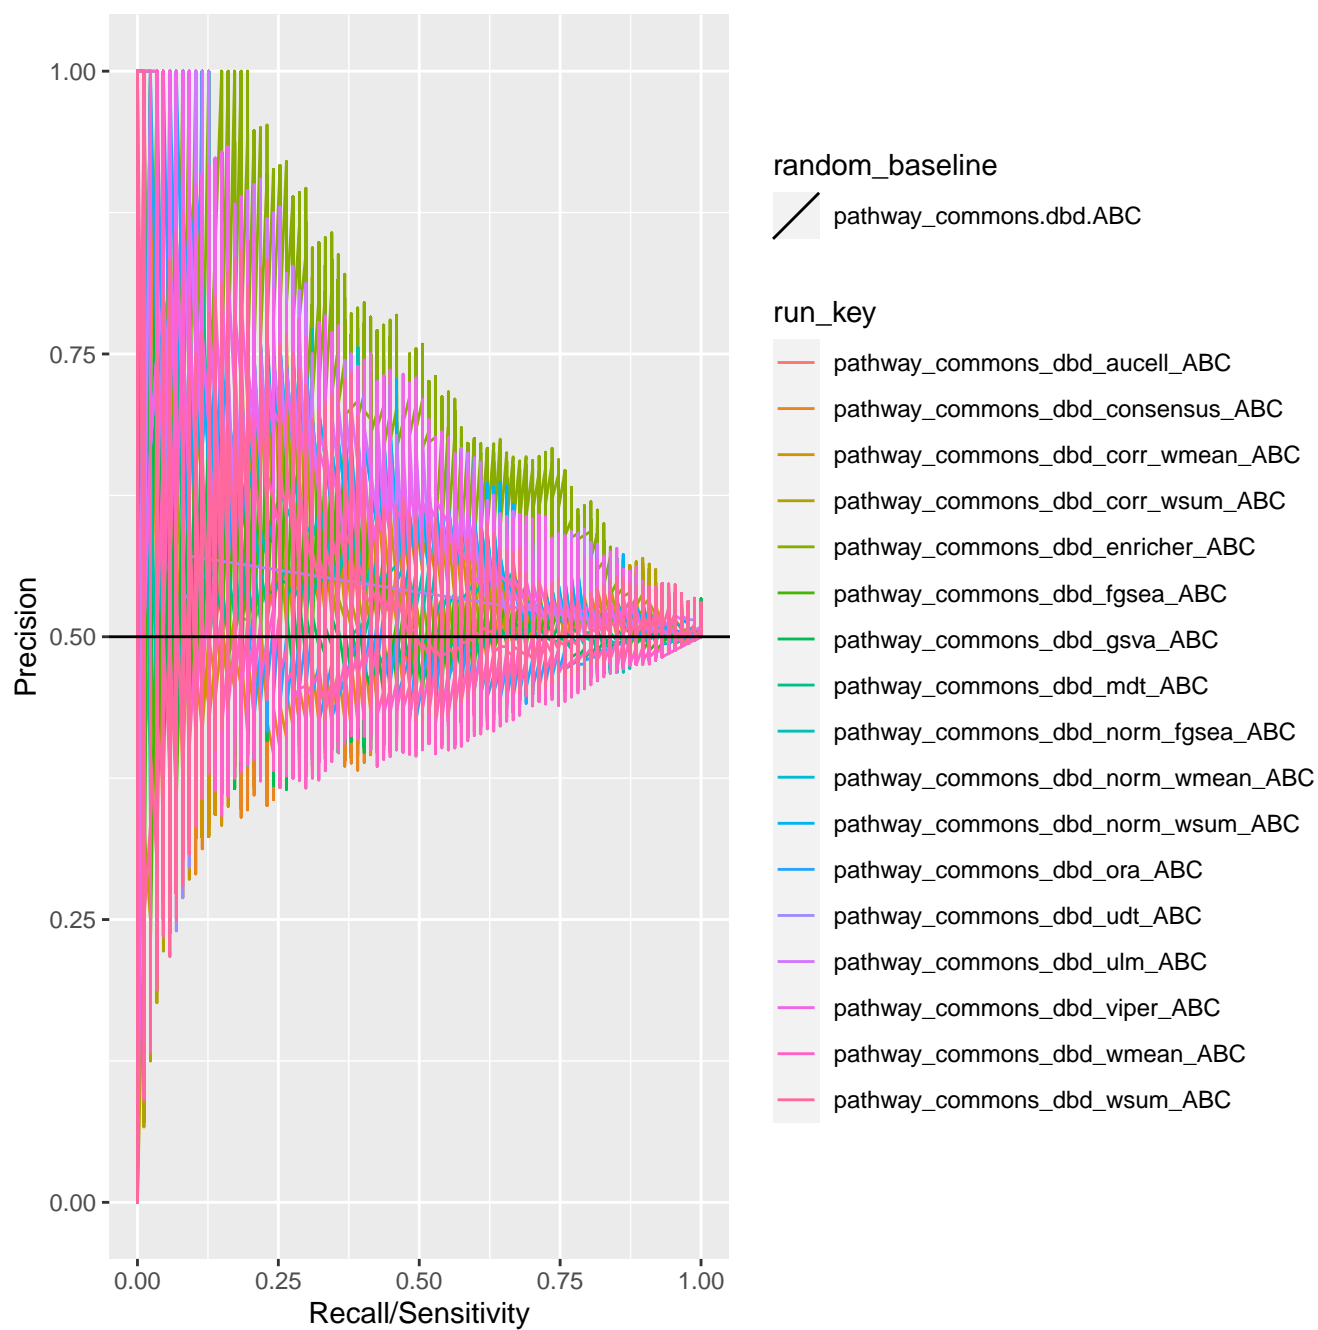 1.00
0.75
0.50
0.25
0.00
Precision
0.00
0.25
0.50
0.75
1.00
Recall/Sensitivity
random_baseline
pathway_commons.dbd.ABC
run_key
pathway_commons_dbd_aucell_ABC
pathway_commons_dbd_consensus_ABC
pathway_commons_dbd_corr_wmean_ABC
pathway_commons_dbd_corr_wsum_ABC
pathway_commons_dbd_enricher_ABC
pathway_commons_dbd_fgsea_ABC
pathway_commons_dbd_gsva_ABC
pathway_commons_dbd_mdt_ABC
pathway_commons_dbd_norm_fgsea_ABC
pathway_commons_dbd_norm_wmean_ABC
pathway_commons_dbd_norm_wsum_ABC
pathway_commons_dbd_ora_ABC
pathway_commons_dbd_udt_ABC
pathway_commons_dbd_ulm_ABC
pathway_commons_dbd_viper_ABC
pathway_commons_dbd_wmean_ABC
pathway_commons_dbd_wsum_ABC